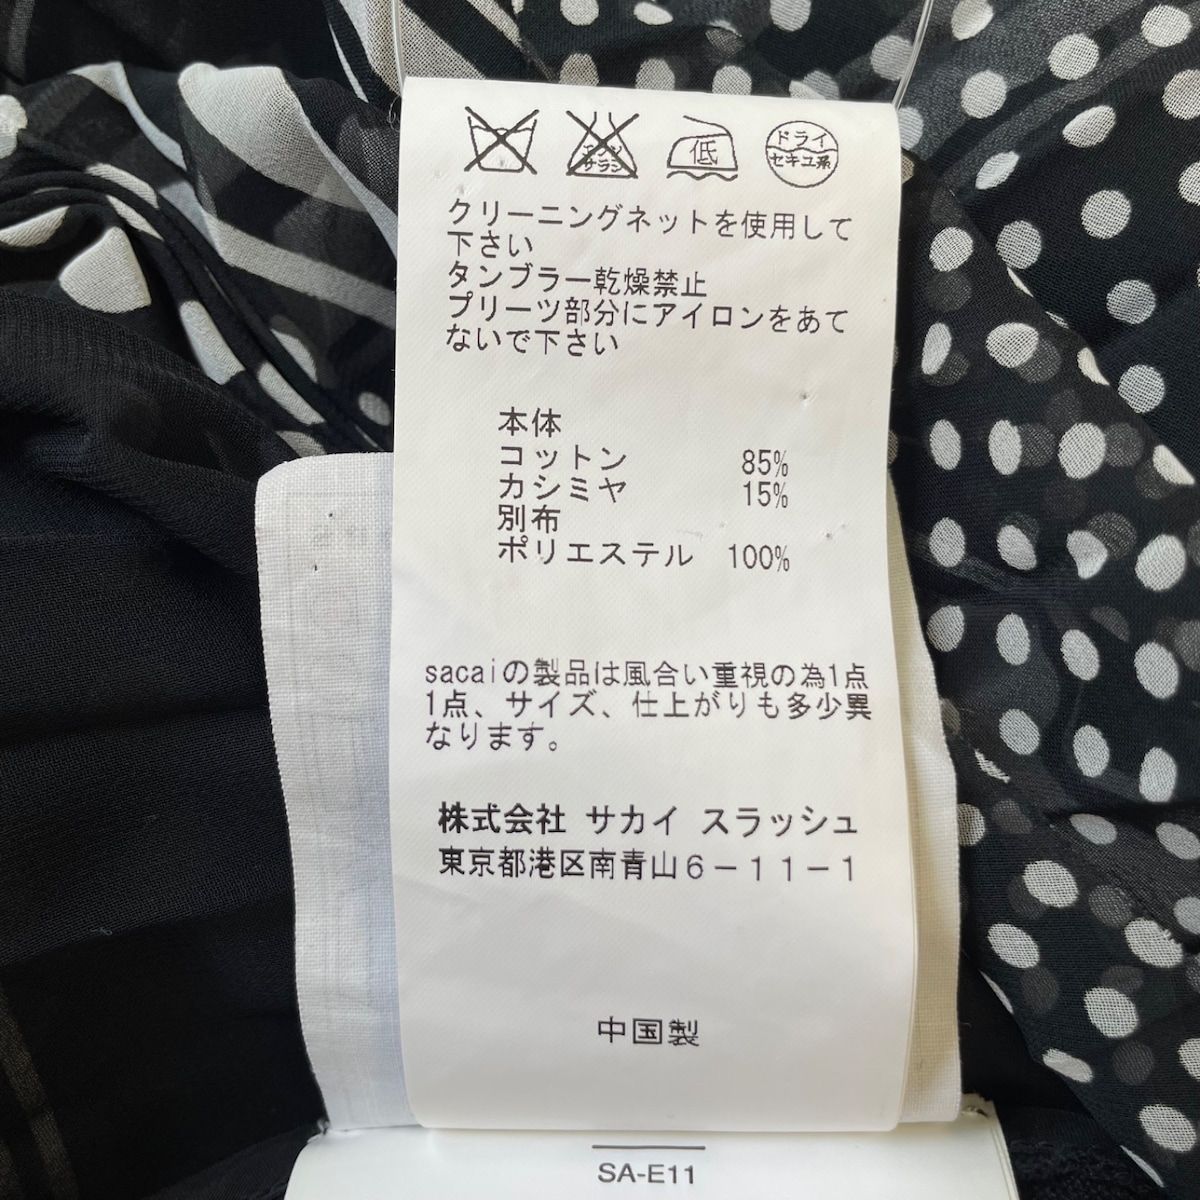 エンソ
サラシ
低
ドライ
セキユ系
クリーニングネットを使用して
下さい
タンブラー乾燥禁止
プリーツ部分にアイロンをあて
ないで下さい
本体
コットン 85%
カシミヤ 15%
別布
ポリエステル 100%
sacaiの製品は風合い重視の為1点
1点、サイズ、仕上がりも多少異
なります。
株式会社 サカイ スラッシュ
東京都港区南青山6-11-1
中国製
SA-E11